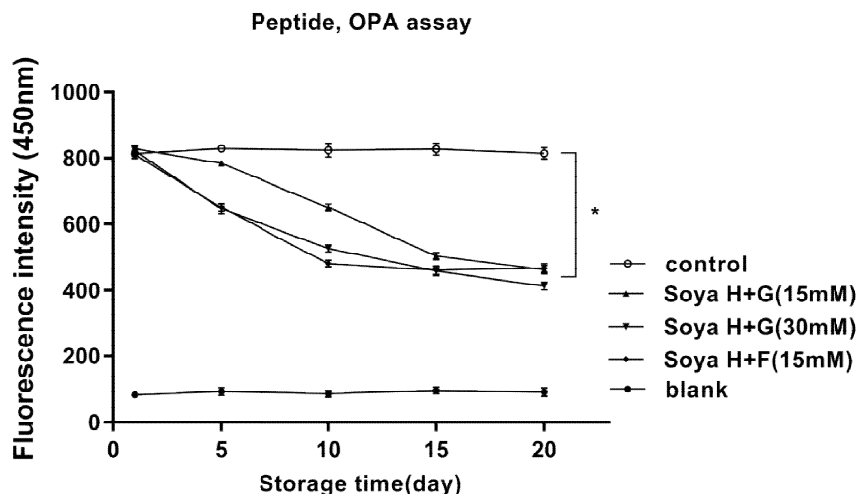 Peptide, OPA assay
Fluorescence intensity (450nm)
1000
800
600
400
200
0
0
5
10
15
20
Storage time(day)
*
control
Soya H+G(15mM)
Soya H+G(30mM)
Soya H+F(15mM)
blank